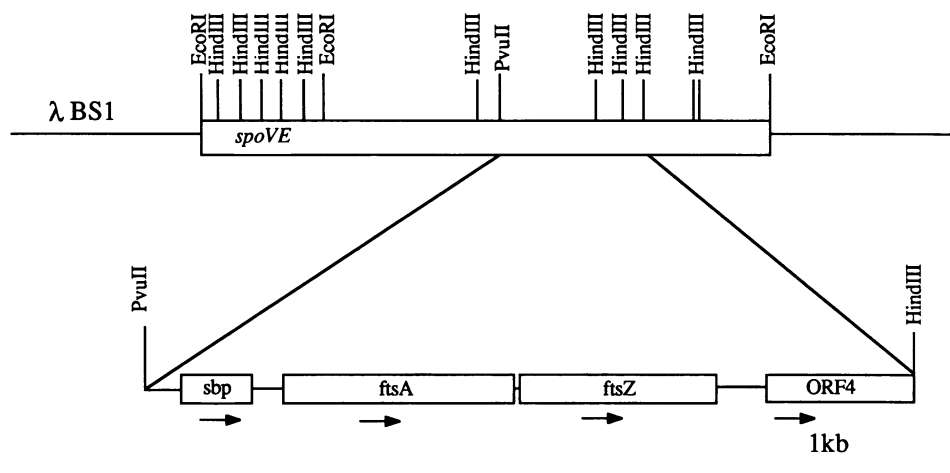 EcoRI HindIII HindIII HindIII HindIII HindIII EcoRI HindIII PvuII HindIII HindIII HindIII HindIII EcoRI
λ BS1
spoVE
PvuII HindIII
sbp ftsA ftsZ ORF4
1kb